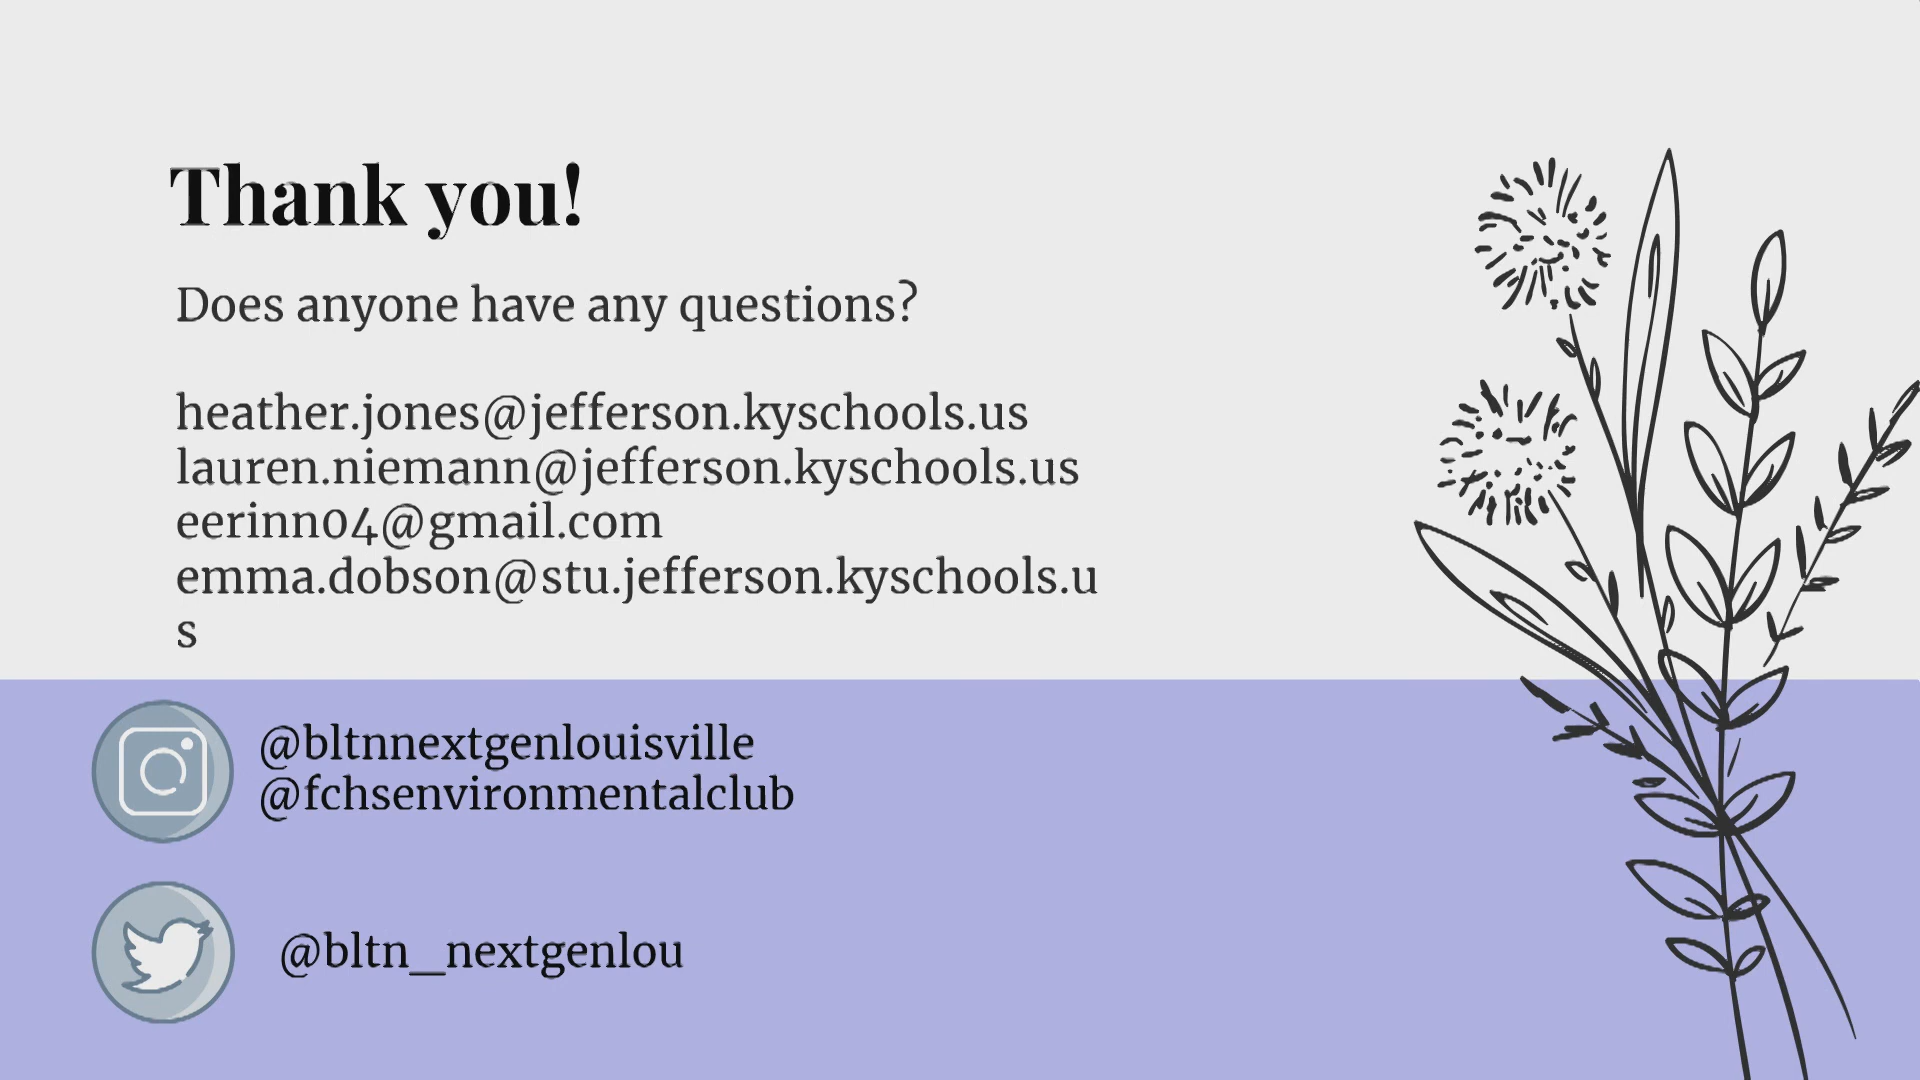 Thank you!
Does anyone have any questions?
heather.jones@jefferson.kyschools.us
lauren.niemann@jefferson.kyschools.us
eerinn04@gmail.com
emma.dobson@stu.jefferson.kyschools.u
s
@bltnnextgenlouisville
@fchsenvironmentalclub
@bltn_nextgenlou